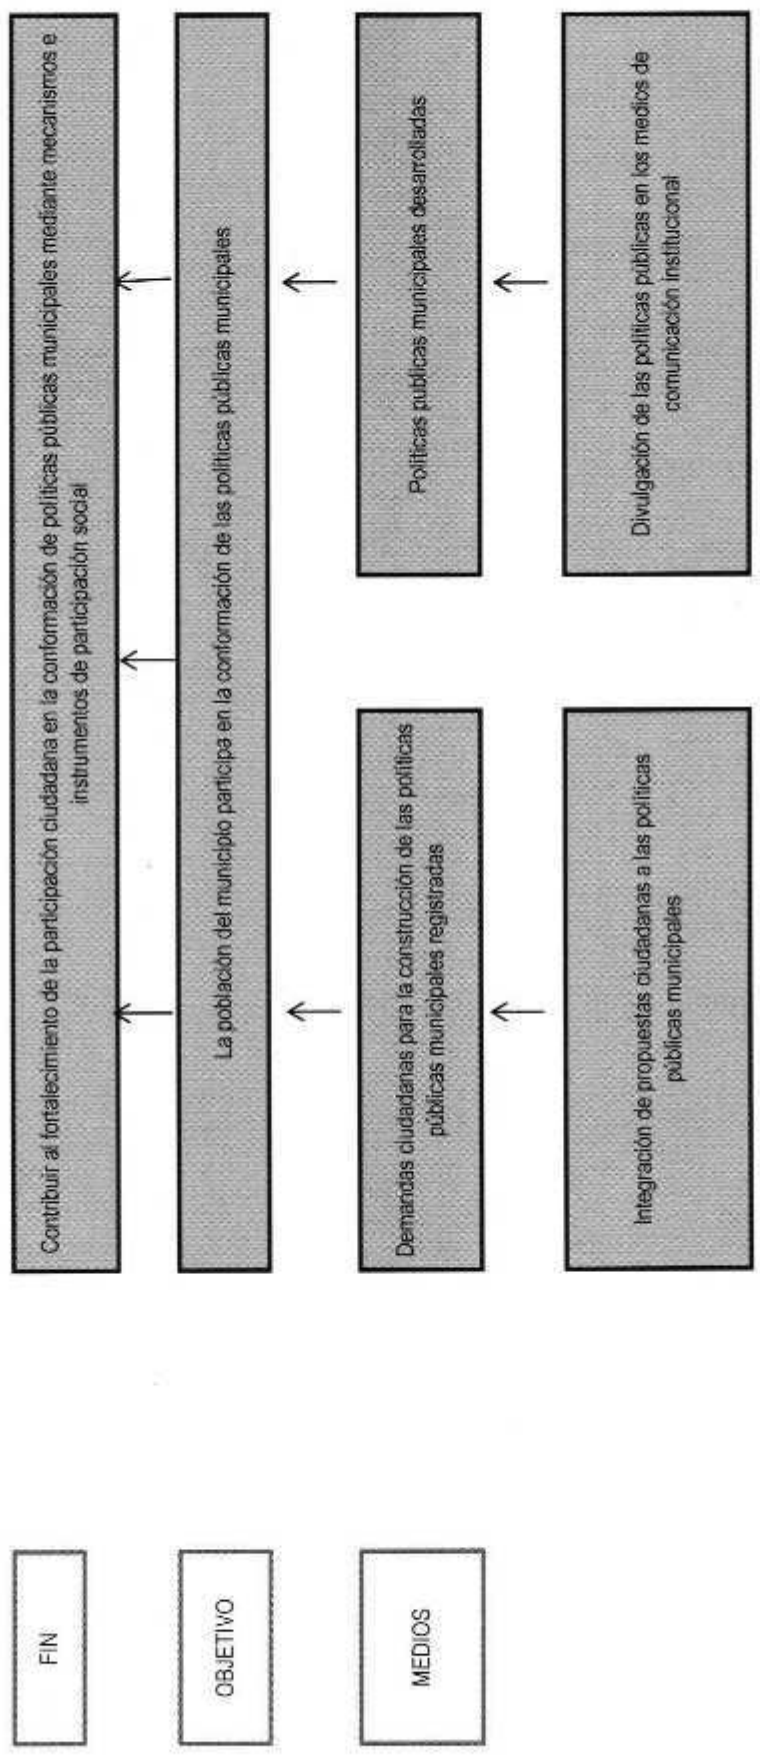 FIN
Contribuir al fortalecimiento de la participación ciudadana en la conformación de políticas públicas municipales mediante mecanismos e
instrumentos de participación social
OBJETIVO
La población del municipio participa en la conformación de las políticas públicas municipales
MEDIOS
Demandas ciudadanas para la construcción de las políticas
públicas municipales registradas
Políticas publicas municipales desarrolladas
Integración de propuestas ciudadanas a las políticas
públicas municipales
Divulgación de las políticas públicas en los medios de
comunicación institucional